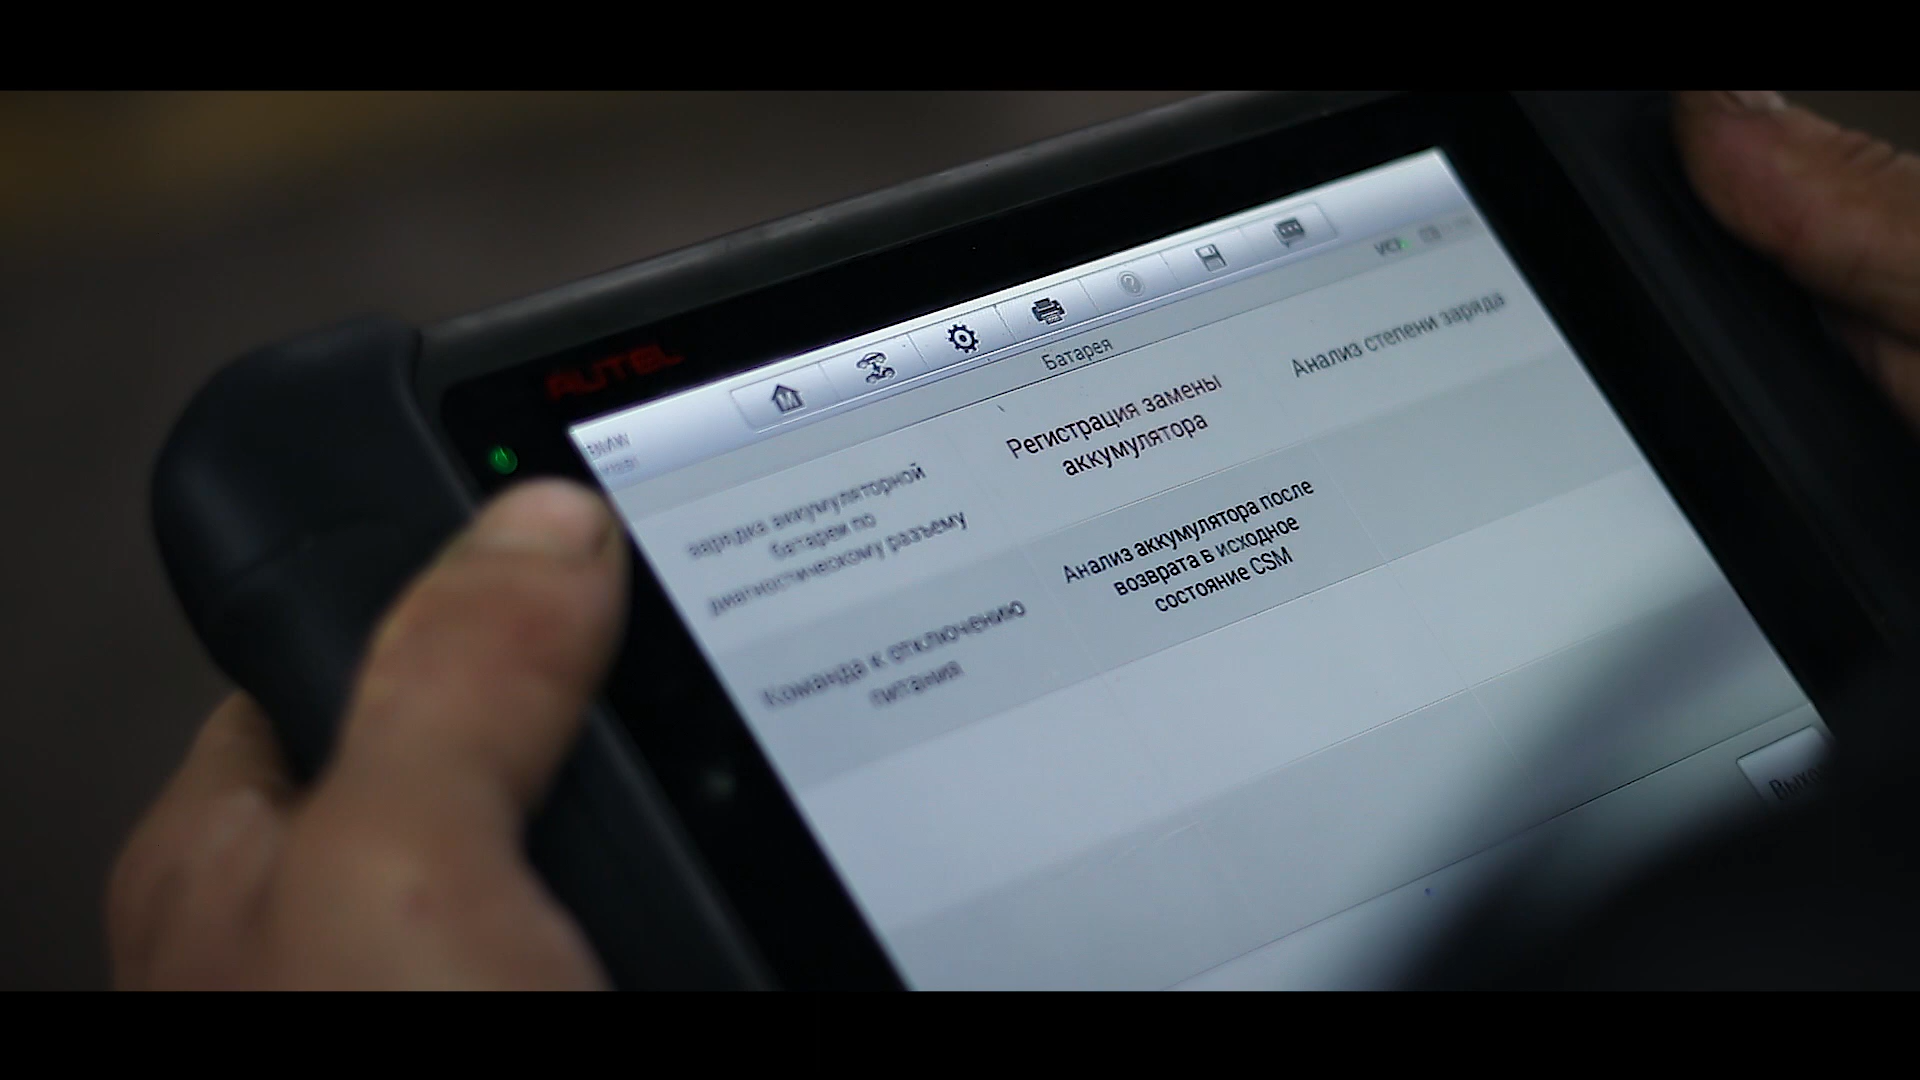 AUTEL
BMW
Батарея
зарядка аккумуляторной
батареи по
диагностическому разъему
Регистрация замены
аккумулятора
Анализ степени заряда
Команда к отключению
питания
Анализ аккумулятора после
возврата в исходное
состояние CSM